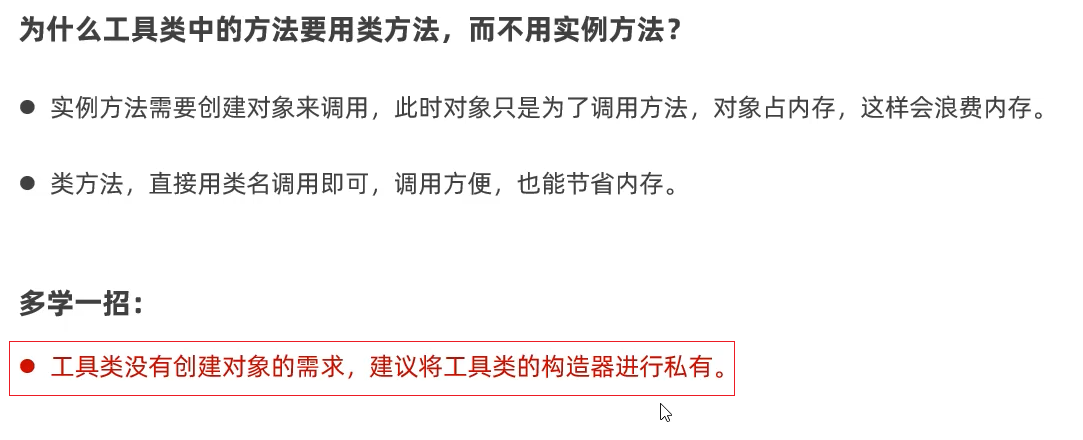 为什么工具类中的方法要用类方法，而不用实例方法？
● 实例方法需要创建对象来调用，此时对象只是为了调用方法，对象占内存，这样会浪费内存。
● 类方法，直接用类名调用即可，调用方便，也能节省内存。
多学一招：
● 工具类没有创建对象的需求，建议将工具类的构造器进行私有。